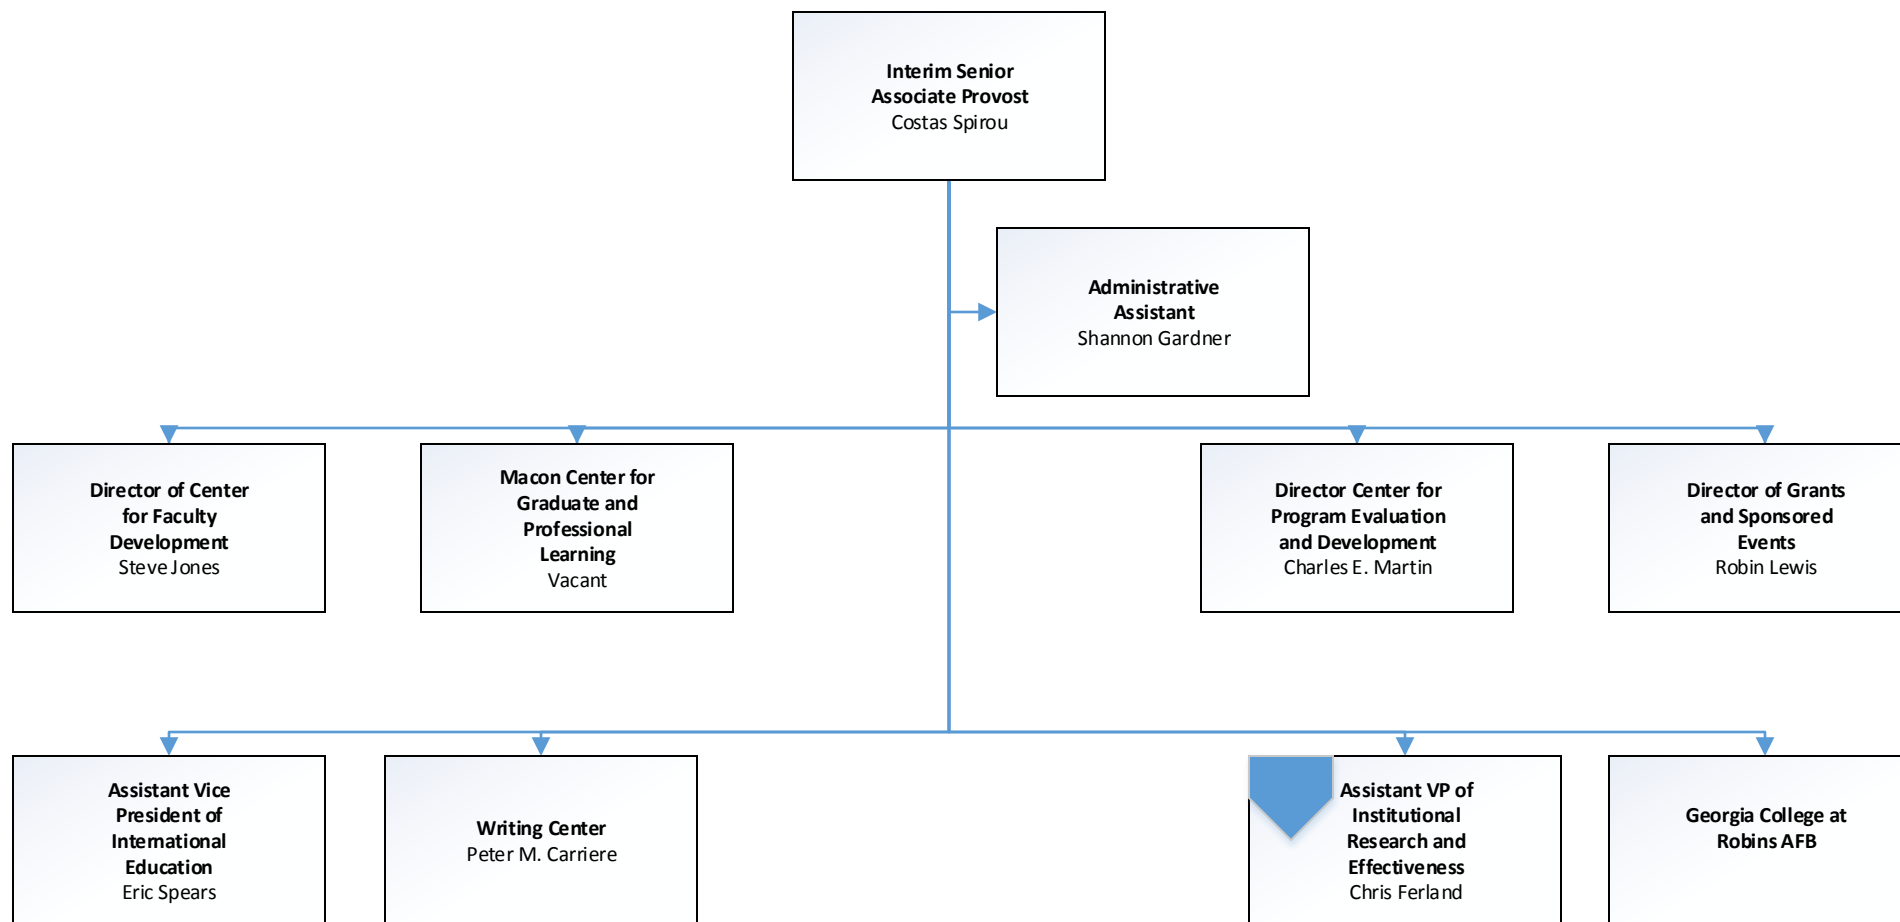 Interim Senior
Associate Provost
Costas Spirou
Administrative
Assistant
Shannon Gardner
Director of Center
for Faculty
Development
Steve Jones
Macon Center for
Graduate and
Professional
Learning
Vacant
Director Center for
Program Evaluation
and Development
Charles E. Martin
Director of Grants
and Sponsored
Events
Robin Lewis
Assistant Vice
President of
International
Education
Eric Spears
Writing Center
Peter M. Carriere
Assistant VP of
Institutional
Research and
Effectiveness
Chris Ferland
Georgia College at
Robins AFB